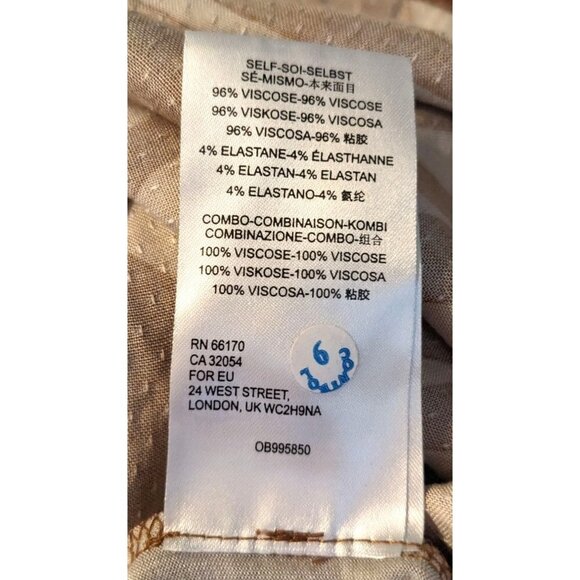 SELF-SOI-SELBST
SÉ-MISMO-本来面目
96% VISCOSE-96% VISCOSE
96% VISKOSE-96% VISCOSA
96% VISCOSA-96% 粘胶
4% ELASTANE-4% ÉLASTHANNE
4% ELASTAN-4% ELASTAN
4% ELASTANO-4% 氨纶
COMBO-COMBINAISON-KOMBI
COMBINAZIONE-COMBO-组合
100% VISCOSE-100% VISCOSE
100% VISKOSE-100% VISCOSA
100% VISCOSA-100% 粘胶
RN 66170
CA 32054
FOR EU
24 WEST STREET,
LONDON, UK WC2H9NA
6
CONTROL
OB995850